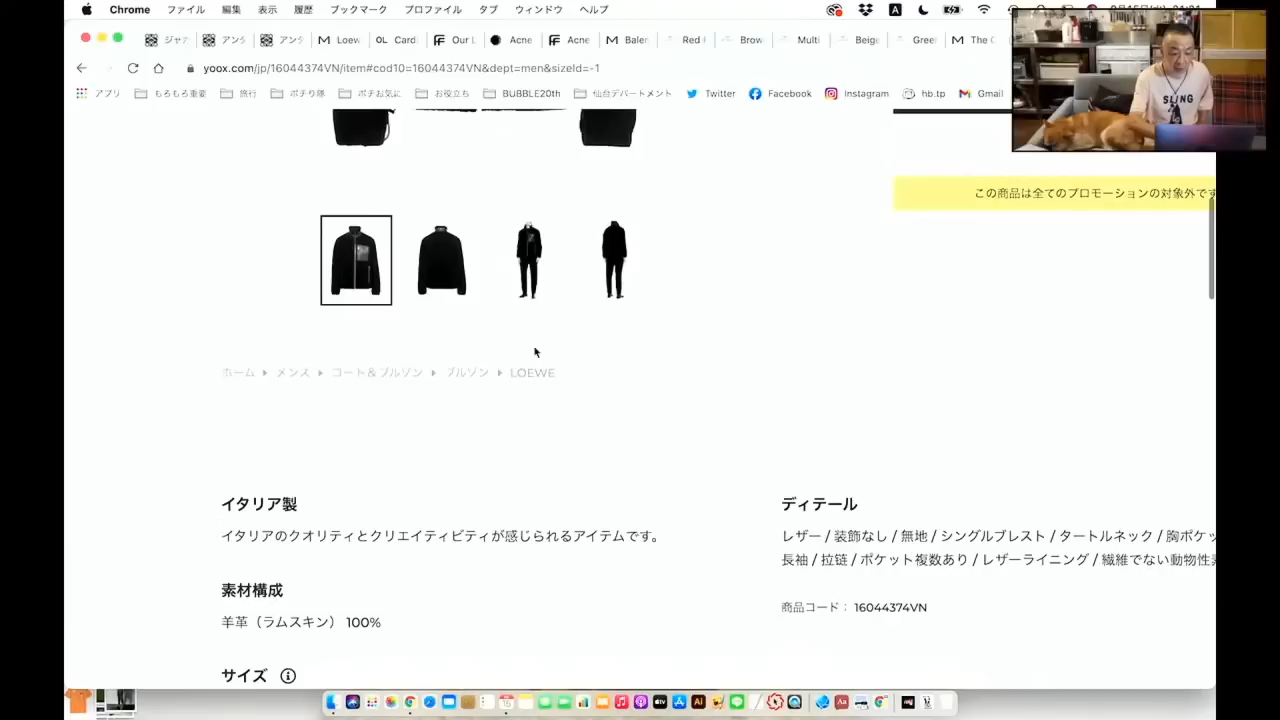 Chrome ファイル 編集 表示 履歴 ブックマーク プロファイル タブ ウィンドウ ヘルプ
ジャ アンタ アンタ Loew Card Our L Acne Acne Baler Red Brow Multi Beige Gree The C
yoox.com/jp/16044374VN/item#cod10=16044374VN&dept=men&sizeId=-1
アプリ もろもろ重要 旅行 ポチリ隊 ポチお気に お役立ち BUBBLE20th 仙台デパートメント Twitter Facebook Instagram hb.tp Gmail
SLING
この商品は全てのプロモーションの対象外です
ホーム メンズ コート＆ブルゾン ブルゾン LOEWE
イタリア製
イタリアのクオリティとクリエイティビティが感じられるアイテムです。
素材構成
羊革（ラムスキン） 100%
サイズ
ディテール
レザー / 装飾なし / 無地 / シングルブレスト / タートルネック / 胸ポケッ
長袖 / 拉链 / ポケット複数あり / レザーライニング / 繊維でない動物性
商品コード： 16044374VN